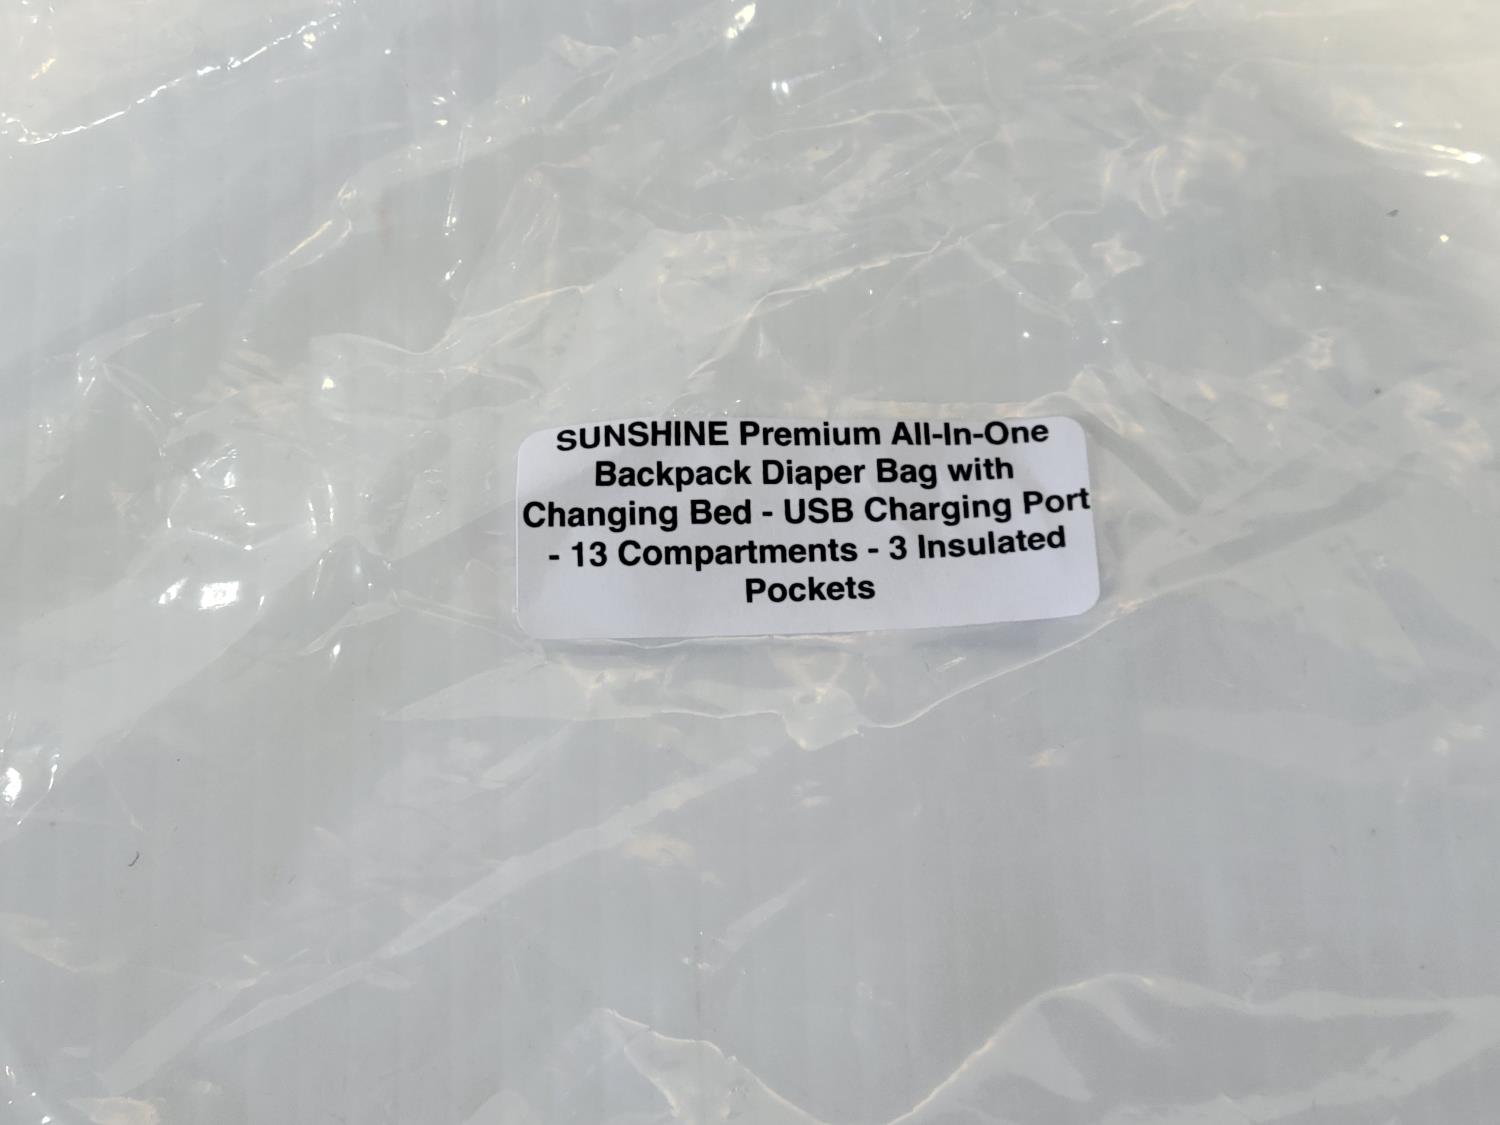 SUNSHINE Premium All-In-One
Backpack Diaper Bag with
Changing Bed - USB Charging Port
- 13 Compartments - 3 Insulated
Pockets